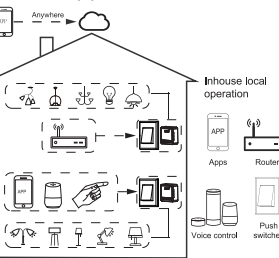 Anywhere
APP
Inhouse local
operation
APP
Apps
Router
APP
Voice control
Push
switches